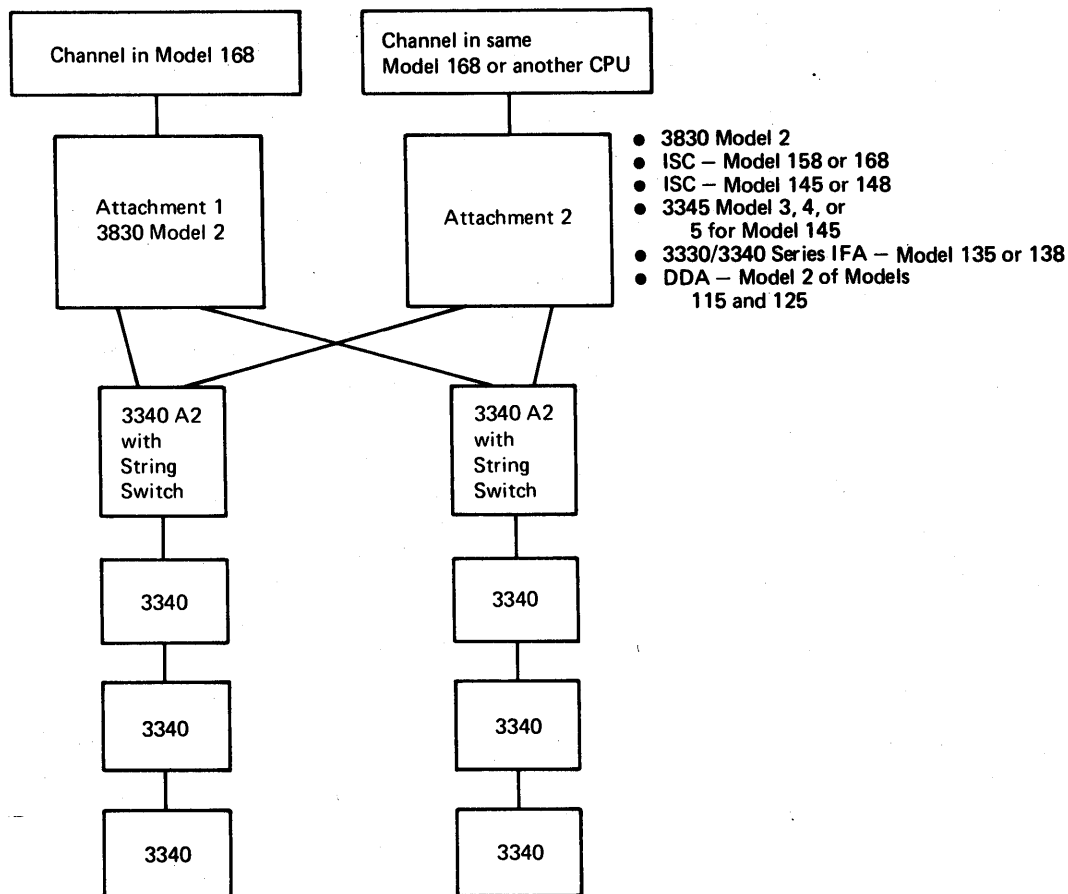 Channel in Model 168
Channel in same
Model 168 or another CPU
Attachment 1
3830 Model 2
Attachment 2
● 3830 Model 2
● ISC – Model 158 or 168
● ISC – Model 145 or 148
● 3345 Model 3, 4, or
5 for Model 145
● 3330/3340 Series IFA – Model 135 or 138
● DDA – Model 2 of Models
115 and 125
3340 A2
with
String
Switch
3340 A2
with
String
Switch
3340
3340
3340
3340
3340
3340